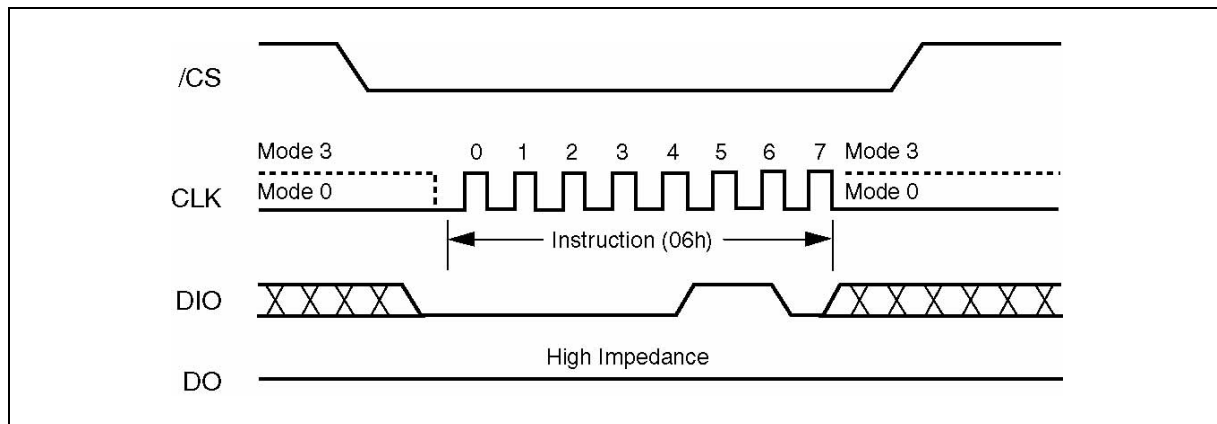 /CS
Mode 3 0 1 2 3 4 5 6 7 Mode 3
CLK Mode 0 Mode 0
Instruction (06h)
DIO
High Impedance
DO